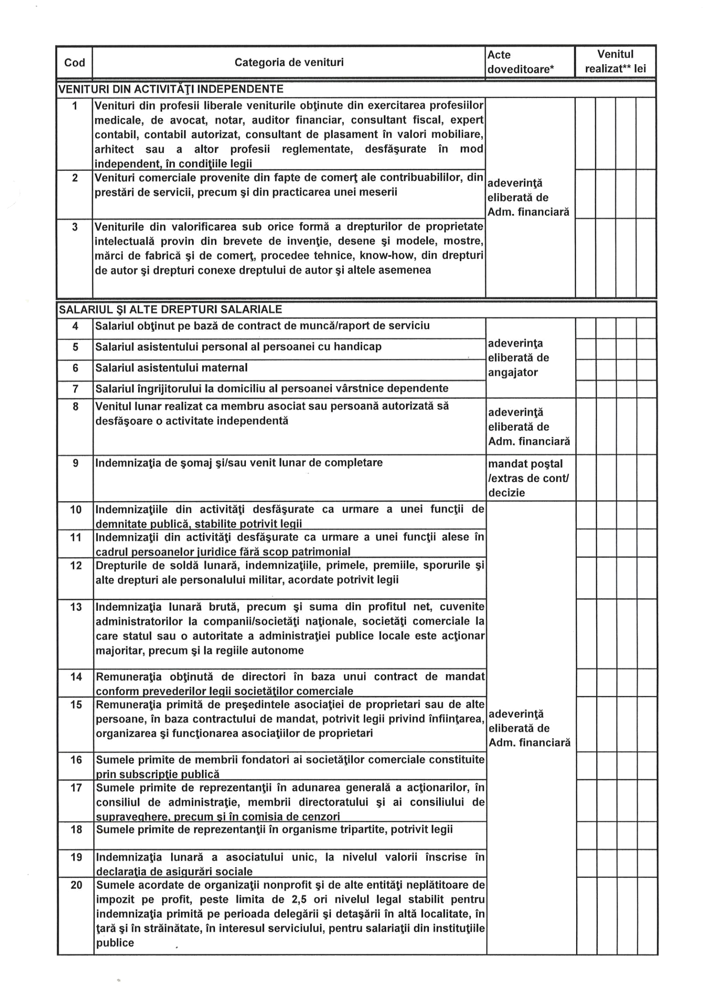 Cod
Categoria de venituri
Acte
doveditoare*
Venitul
realizat** lei
VENITURI DIN ACTIVITĂŢI INDEPENDENTE
1
Venituri din profesii liberale veniturile obţinute din exercitarea profesiilor
medicale, de avocat, notar, auditor financiar, consultant fiscal, expert
contabil, contabil autorizat, consultant de plasament în valori mobiliare,
arhitect sau a altor profesii reglementate, desfăşurate în mod
independent, în condiţiile legii
2
Venituri comerciale provenite din fapte de comerţ ale contribuabililor, din
prestări de servicii, precum şi din practicarea unei meserii
adeverinţă
eliberată de
Adm. financiară
3
Veniturile din valorificarea sub orice formă a drepturilor de proprietate
intelectuală provin din brevete de invenţie, desene şi modele, mostre,
mărci de fabrică şi de comerţ, procedee tehnice, know-how, din drepturi
de autor şi drepturi conexe dreptului de autor şi altele asemenea
SALARIUL ŞI ALTE DREPTURI SALARIALE
4
Salariul obţinut pe bază de contract de muncă/raport de serviciu
5
Salariul asistentului personal al persoanei cu handicap
6
Salariul asistentului maternal
7
Salariul îngrijitorului la domiciliu al persoanei vârstnice dependente
adeverinţa
eliberată de
angajator
8
Venitul lunar realizat ca membru asociat sau persoană autorizată să
desfăşoare o activitate independentă
adeverinţă
eliberată de
Adm. financiară
9
Indemnizaţia de şomaj şi/sau venit lunar de completare
mandat poştal
/extras de cont/
decizie
10
Indemnizaţiile din activităţi desfăşurate ca urmare a unei funcţii de
demnitate publică, stabilite potrivit legii
11
Indemnizaţii din activităţi desfăşurate ca urmare a unei funcţii alese în
cadrul persoanelor juridice fără scop patrimonial
12
Drepturile de soldă lunară, indemnizaţiile, primele, premiile, sporurile şi
alte drepturi ale personalului militar, acordate potrivit legii
13
Indemnizaţia lunară brută, precum şi suma din profitul net, cuvenite
administratorilor la companii/societăţi naţionale, societăţi comerciale la
care statul sau o autoritate a administraţiei publice locale este acţionar
majoritar, precum şi la regiile autonome
14
Remuneraţia obţinută de directori în baza unui contract de mandat
conform prevederilor legii societăţilor comerciale
15
Remuneraţia primită de preşedintele asociaţiei de proprietari sau de alte
persoane, în baza contractului de mandat, potrivit legii privind înfiinţarea,
organizarea şi funcţionarea asociaţiilor de proprietari
adeverinţă
eliberată de
Adm. financiară
16
Sumele primite de membrii fondatori ai societăţilor comerciale constituite
prin subscripţie publică
17
Sumele primite de reprezentanţii în adunarea generală a acţionarilor, în
consiliul de administraţie, membrii directoratului şi ai consiliului de
supraveghere, precum şi în comisia de cenzori
18
Sumele primite de reprezentanţii în organisme tripartite, potrivit legii
19
Indemnizaţia lunară a asociatului unic, la nivelul valorii înscrise în
declaraţia de asigurări sociale
20
Sumele acordate de organizaţii nonprofit şi de alte entităţi neplătitoare de
impozit pe profit, peste limita de 2,5 ori nivelul legal stabilit pentru
indemnizaţia primită pe perioada delegării şi detaşării în altă localitate, în
ţară şi în străinătate, în interesul serviciului, pentru salariaţii din instituţiile
publice